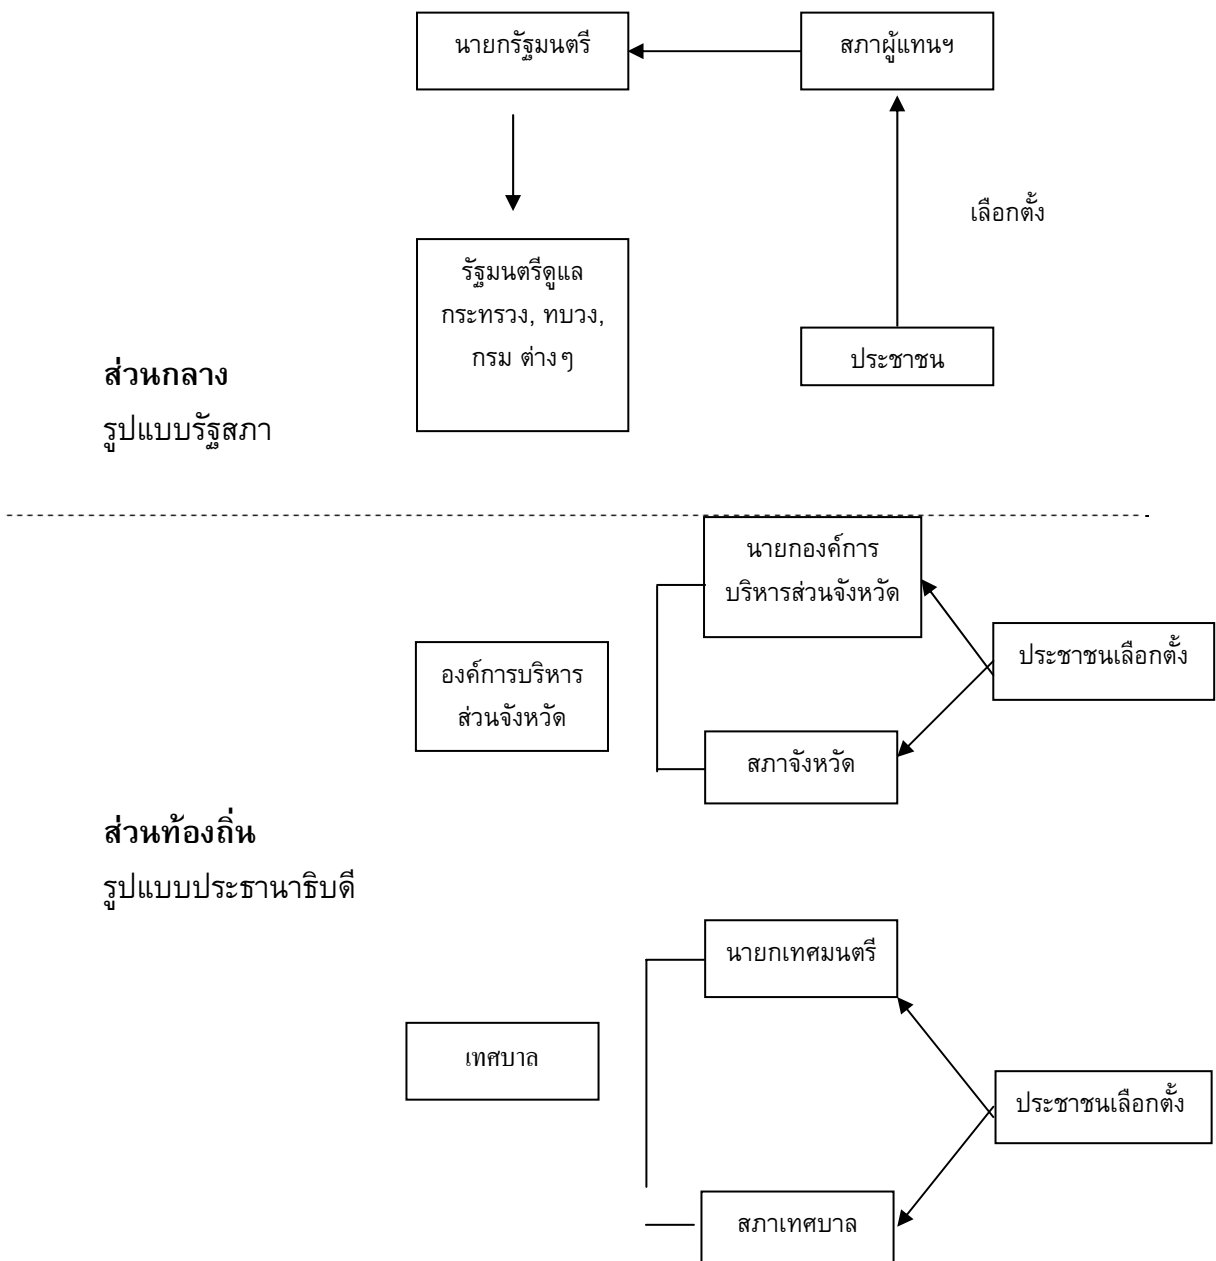 นายกรัฐมนตรี
สภาผู้แทนฯ
เลือกตั้ง
รัฐมนตรีดูแล
กระทรวง, ทบวง,
กรม ต่างๆ
ประชาชน
ส่วนกลาง
รูปแบบรัฐสภา
นายกองค์การ
บริหารส่วนจังหวัด
ประชาชนเลือกตั้ง
องค์การบริหาร
ส่วนจังหวัด
สภาจังหวัด
ส่วนท้องถิ่น
รูปแบบประธานาธิบดี
นายกเทศมนตรี
เทศบาล
ประชาชนเลือกตั้ง
สภาเทศบาล